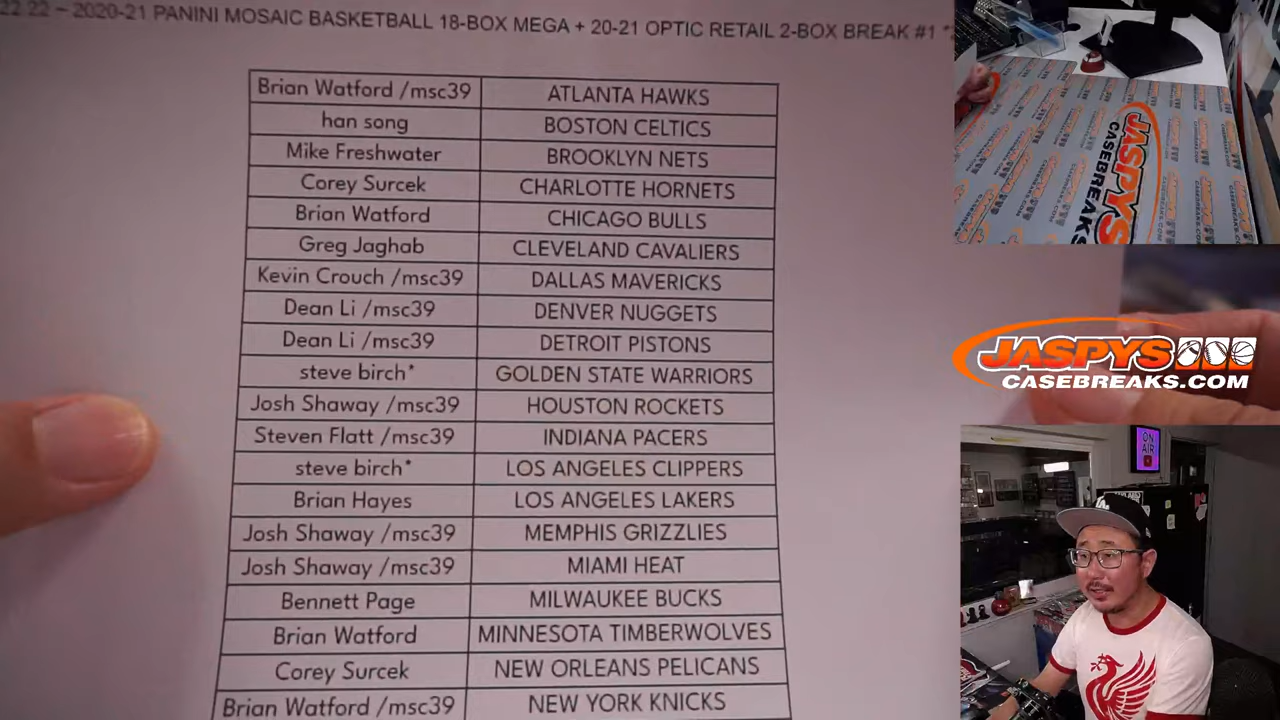 22.22 ~ 2020-21 PANINI MOSAIC BASKETBALL 18-BOX MEGA + 20-21 OPTIC RETAIL 2-BOX BREAK #1
Brian Watford /msc39 ATLANTA HAWKS
han song BOSTON CELTICS
Mike Freshwater BROOKLYN NETS
Corey Surcek CHARLOTTE HORNETS
Brian Watford CHICAGO BULLS
Greg Jaghab CLEVELAND CAVALIERS
Kevin Crouch /msc39 DALLAS MAVERICKS
Dean Li /msc39 DENVER NUGGETS
Dean Li /msc39 DETROIT PISTONS
steve birch* GOLDEN STATE WARRIORS
Josh Shaway /msc39 HOUSTON ROCKETS
Steven Flatt /msc39 INDIANA PACERS
steve birch* LOS ANGELES CLIPPERS
Brian Hayes LOS ANGELES LAKERS
Josh Shaway /msc39 MEMPHIS GRIZZLIES
Josh Shaway /msc39 MIAMI HEAT
Bennett Page MILWAUKEE BUCKS
Brian Watford MINNESOTA TIMBERWOLVES
Corey Surcek NEW ORLEANS PELICANS
Brian Watford /msc39 NEW YORK KNICKS
JASPYS
CASEBREAKS.COM
JASPYS
CASEBREAKS.COM
ON
AIR